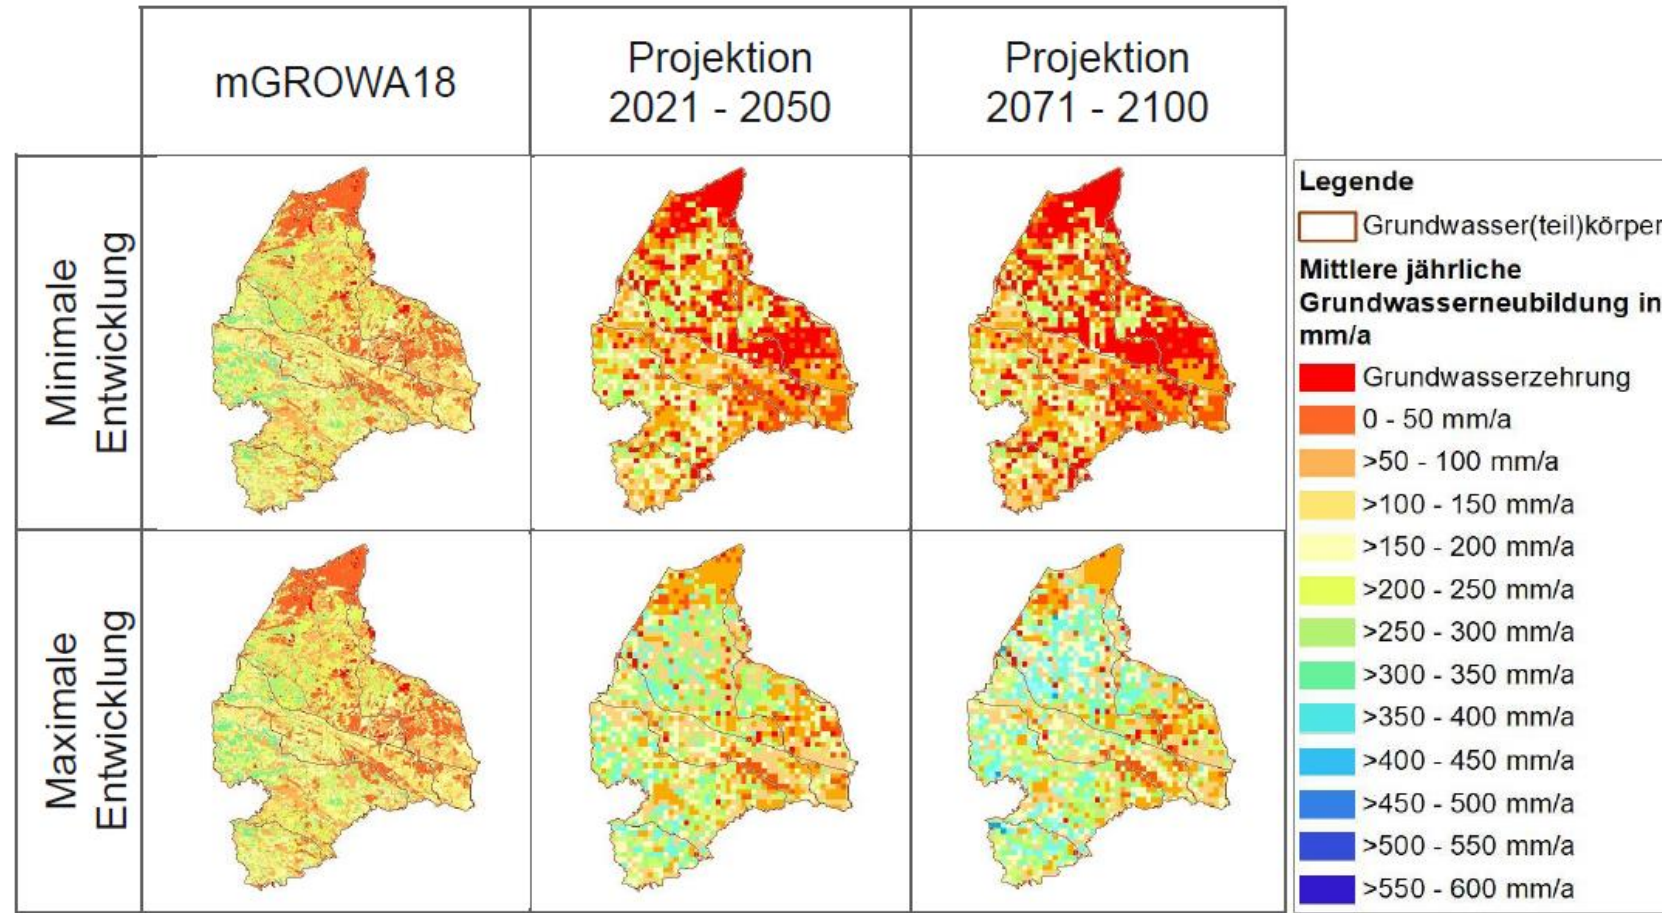 mGROWA18
Projektion
2021 - 2050
Projektion
2071 - 2100
Minimale
Entwicklung
Maximale
Entwicklung
Legende
Grundwasser(teil)körper
Mittlere jährliche
Grundwasserneubildung in
mm/a
Grundwasserzehrung
0 - 50 mm/a
>50 - 100 mm/a
>100 - 150 mm/a
>150 - 200 mm/a
>200 - 250 mm/a
>250 - 300 mm/a
>300 - 350 mm/a
>350 - 400 mm/a
>400 - 450 mm/a
>450 - 500 mm/a
>500 - 550 mm/a
>550 - 600 mm/a